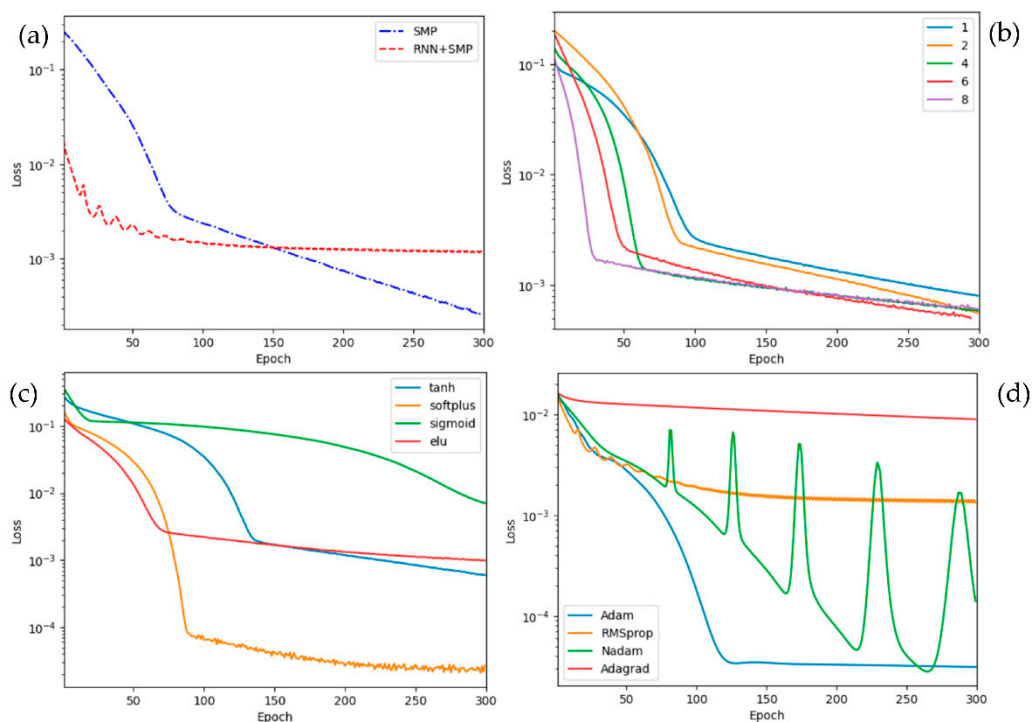 (a)
SMP
RNN+SMP
Loss
10⁻¹
10⁻²
10⁻³
50
100
150
200
250
300
Epoch
(b)
1
2
4
6
8
Loss
10⁻¹
10⁻²
10⁻³
50
100
150
200
250
300
Epoch
(c)
tanh
softplus
sigmoid
elu
Loss
10⁻¹
10⁻²
10⁻³
10⁻⁴
50
100
150
200
250
300
Epoch
(d)
Loss
10⁻²
10⁻³
10⁻⁴
Adam
RMSprop
Nadam
Adagrad
50
100
150
200
250
300
Epoch